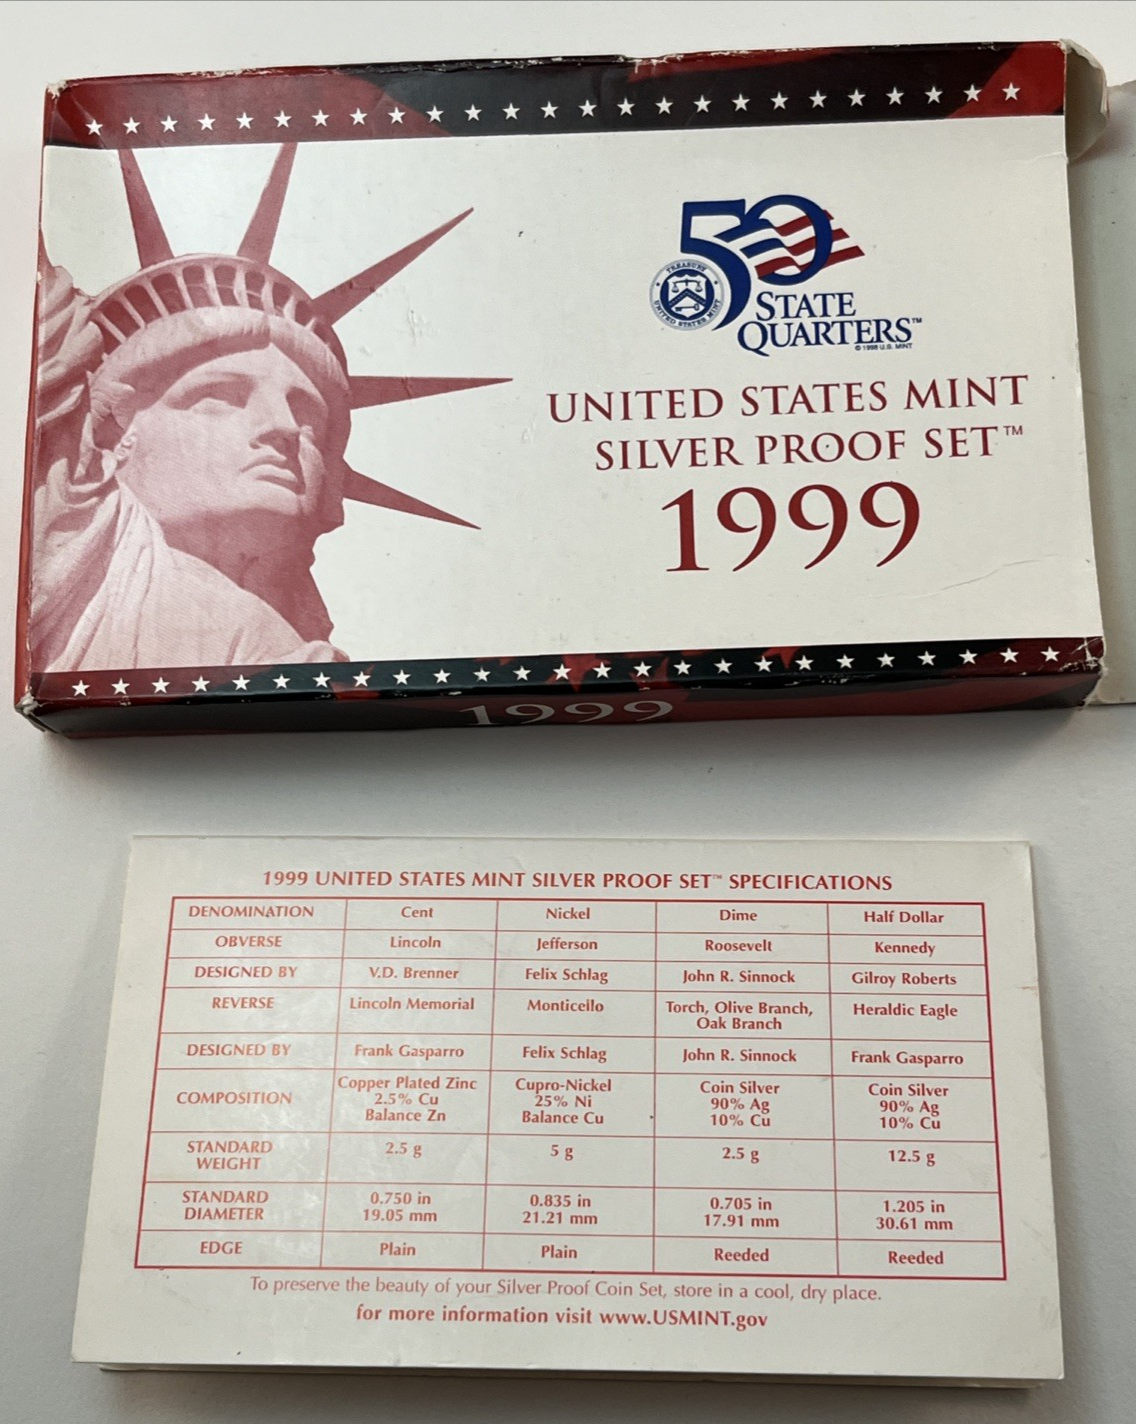 50
TREASURY
UNITED STATES MINT
STATE
QUARTERS™
© 1998 U.S. MINT
UNITED STATES MINT
SILVER PROOF SET™
1999
1999
1999 UNITED STATES MINT SILVER PROOF SET™ SPECIFICATIONS
DENOMINATION Cent Nickel Dime Half Dollar
OBVERSE Lincoln Jefferson Roosevelt Kennedy
DESIGNED BY V.D. Brenner Felix Schlag John R. Sinnock Gilroy Roberts
REVERSE Lincoln Memorial Monticello Torch, Olive Branch, Heraldic Eagle
Oak Branch
DESIGNED BY Frank Gasparro Felix Schlag John R. Sinnock Frank Gasparro
COMPOSITION Copper Plated Zinc Cupro-Nickel Coin Silver Coin Silver
2.5% Cu 25% Ni 90% Ag 90% Ag
Balance Zn Balance Cu 10% Cu 10% Cu
STANDARD 2.5 g 5 g 2.5 g 12.5 g
WEIGHT
STANDARD 0.750 in 0.835 in 0.705 in 1.205 in
DIAMETER 19.05 mm 21.21 mm 17.91 mm 30.61 mm
EDGE Plain Plain Reeded Reeded
To preserve the beauty of your Silver Proof Coin Set, store in a cool, dry place.
for more information visit www.USMINT.gov